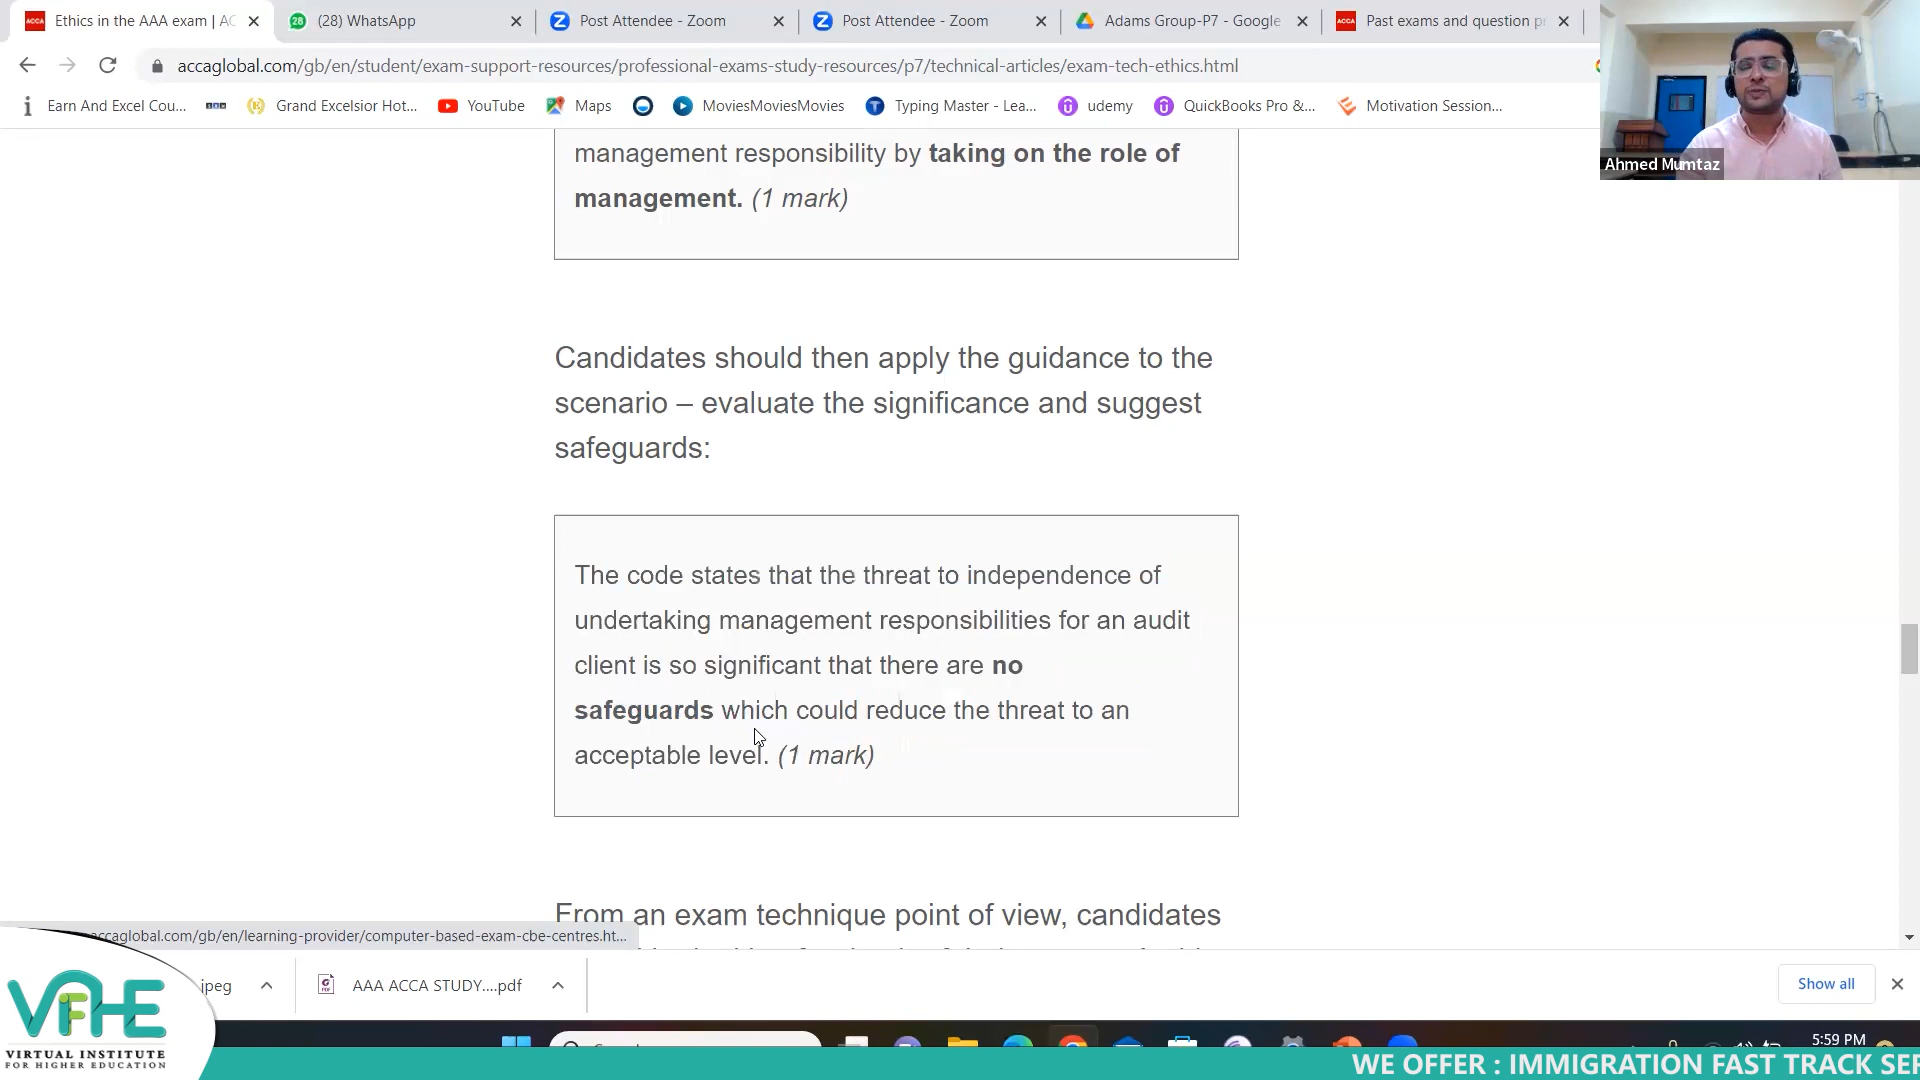 Ethics in the AAA exam | AC
(28) WhatsApp
Post Attendee - Zoom
Post Attendee - Zoom
Adams Group-P7 - Google
Past exams and question p
accaglobal.com/gb/en/student/exam-support-resources/professional-exams-study-resources/p7/technical-articles/exam-tech-ethics.html
Earn And Excel Cou...
Grand Excelsior Hot...
YouTube
Maps
MoviesMoviesMovies
Typing Master - Lea...
udemy
QuickBooks Pro &...
Motivation Session...
Ahmed Mumtaz
management responsibility by taking on the role of
management. (1 mark)
Candidates should then apply the guidance to the
scenario – evaluate the significance and suggest
safeguards:
The code states that the threat to independence of
undertaking management responsibilities for an audit
client is so significant that there are no
safeguards which could reduce the threat to an
acceptable level. (1 mark)
From an exam technique point of view, candidates
accaglobal.com/gb/en/learning-provider/computer-based-exam-cbe-centres.ht...
jpeg
AAA ACCA STUDY....pdf
Show all
5:59 PM
VIFHE
VIRTUAL INSTITUTE
FOR HIGHER EDUCATION
WE OFFER : IMMIGRATION FAST TRACK SER